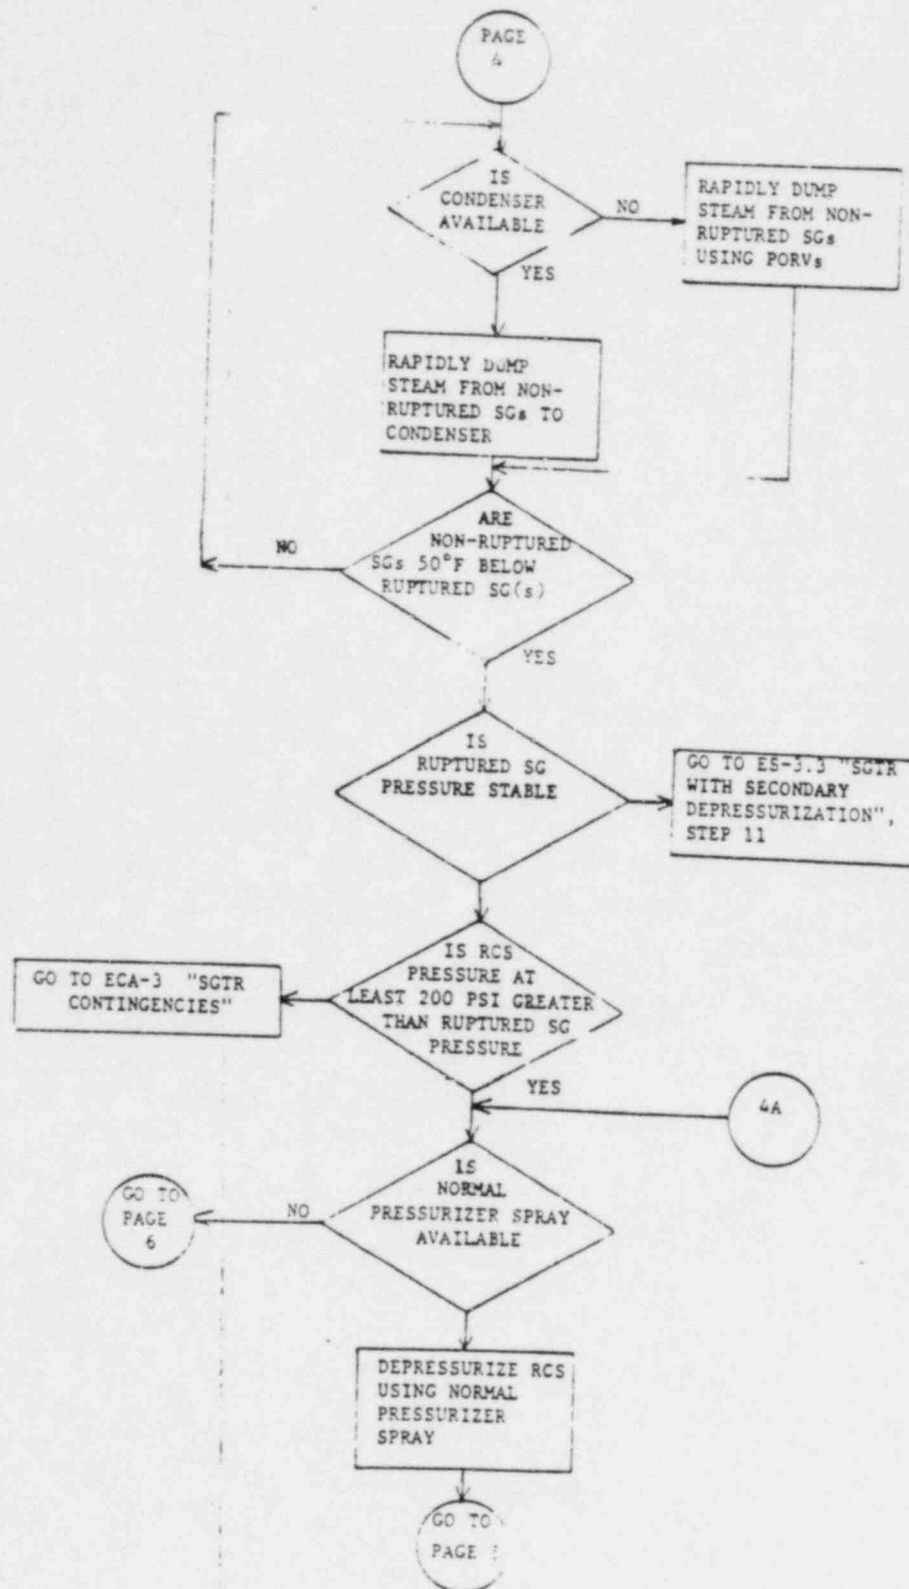 PAGE
4
IS
CONDENSER
AVAILABLE
NO
RAPIDLY DUMP
STEAM FROM NON-
RUPTURED SGs
USING PORVs
YES
RAPIDLY DUMP
STEAM FROM NON-
RUPTURED SGs TO
CONDENSER
ARE
NON-RUPTURED
SGs 50°F BELOW
RUPTURED SG(s)
NO
YES
IS
RUPTURED SG
PRESSURE STABLE
GO TO ES-3.3 "SGTR
WITH SECONDARY
DEPRESSURIZATION",
STEP 11
IS RCS
PRESSURE AT
LEAST 200 PSI GREATER
THAN RUPTURED SG
PRESSURE
GO TO ECA-3 "SGTR
CONTINGENCIES"
YES
4A
IS
NORMAL
PRESSURIZER SPRAY
AVAILABLE
NO
GO TO
PAGE
6
DEPRESSURIZE RCS
USING NORMAL
PRESSURIZER
SPRAY
GO TO
PAGE